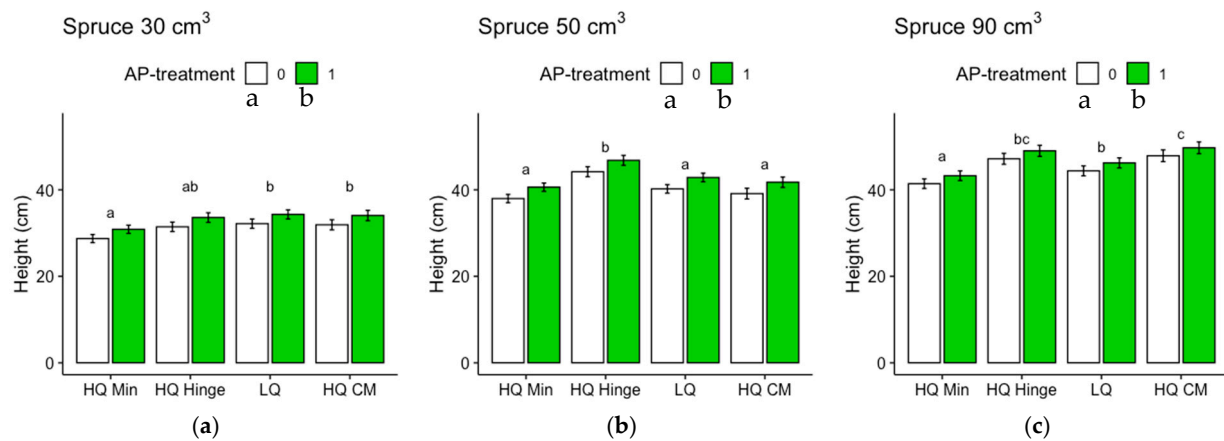 Spruce 30 cm³
AP-treatment 0 1
a b
Height (cm)
40
20
0
a ab b b
HQ Min HQ Hinge LQ HQ CM
(a)
Spruce 50 cm³
AP-treatment 0 1
a b
Height (cm)
40
20
0
a b a a
HQ Min HQ Hinge LQ HQ CM
(b)
Spruce 90 cm³
AP-treatment 0 1
a b
Height (cm)
40
20
0
a bc b c
HQ Min HQ Hinge LQ HQ CM
(c)